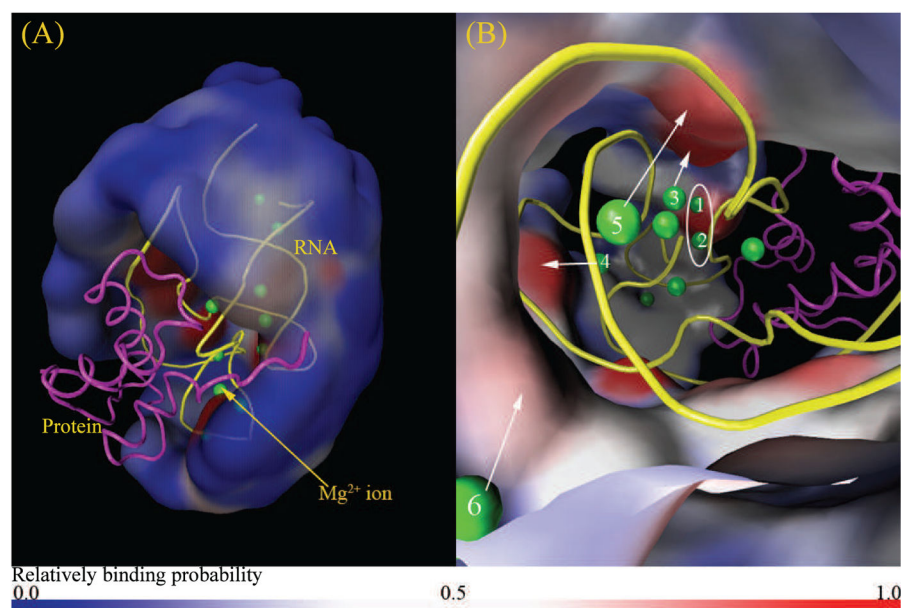 (A)
(B)
RNA
Protein
Mg²⁺ ion
1
3
5
2
4
6
Relatively binding probability
0.0
0.5
1.0